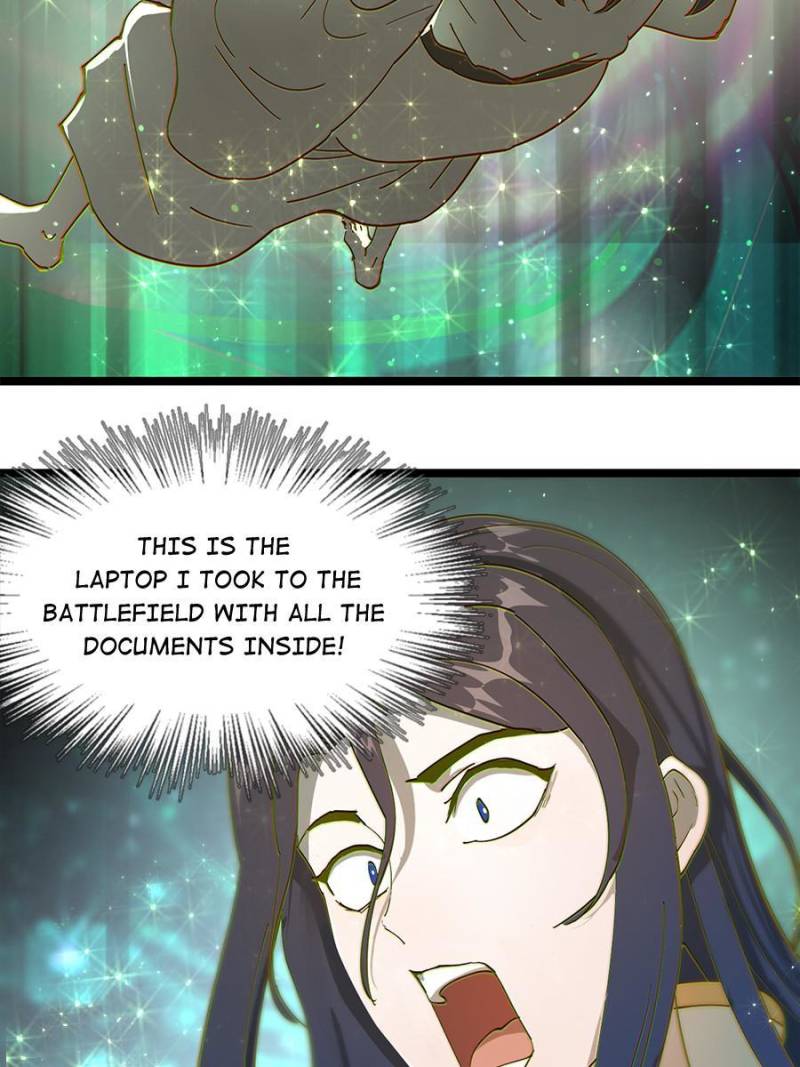 THIS IS THE
LAPTOP I TOOK TO THE
BATTLEFIELD WITH ALL THE
DOCUMENTS INSIDE!